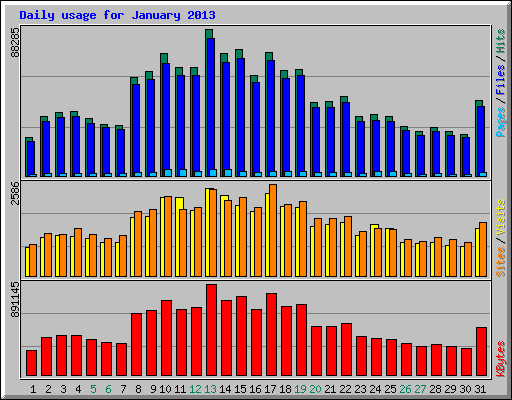 Daily usage for January 2013
88285
Pages / Files / Hits
2586
Sites / Visits
891145
KBytes
1 2 3 4 5 6 7 8 9 10 11 12 13 14 15 16 17 18 19 20 21 22 23 24 25 26 27 28 29 30 31